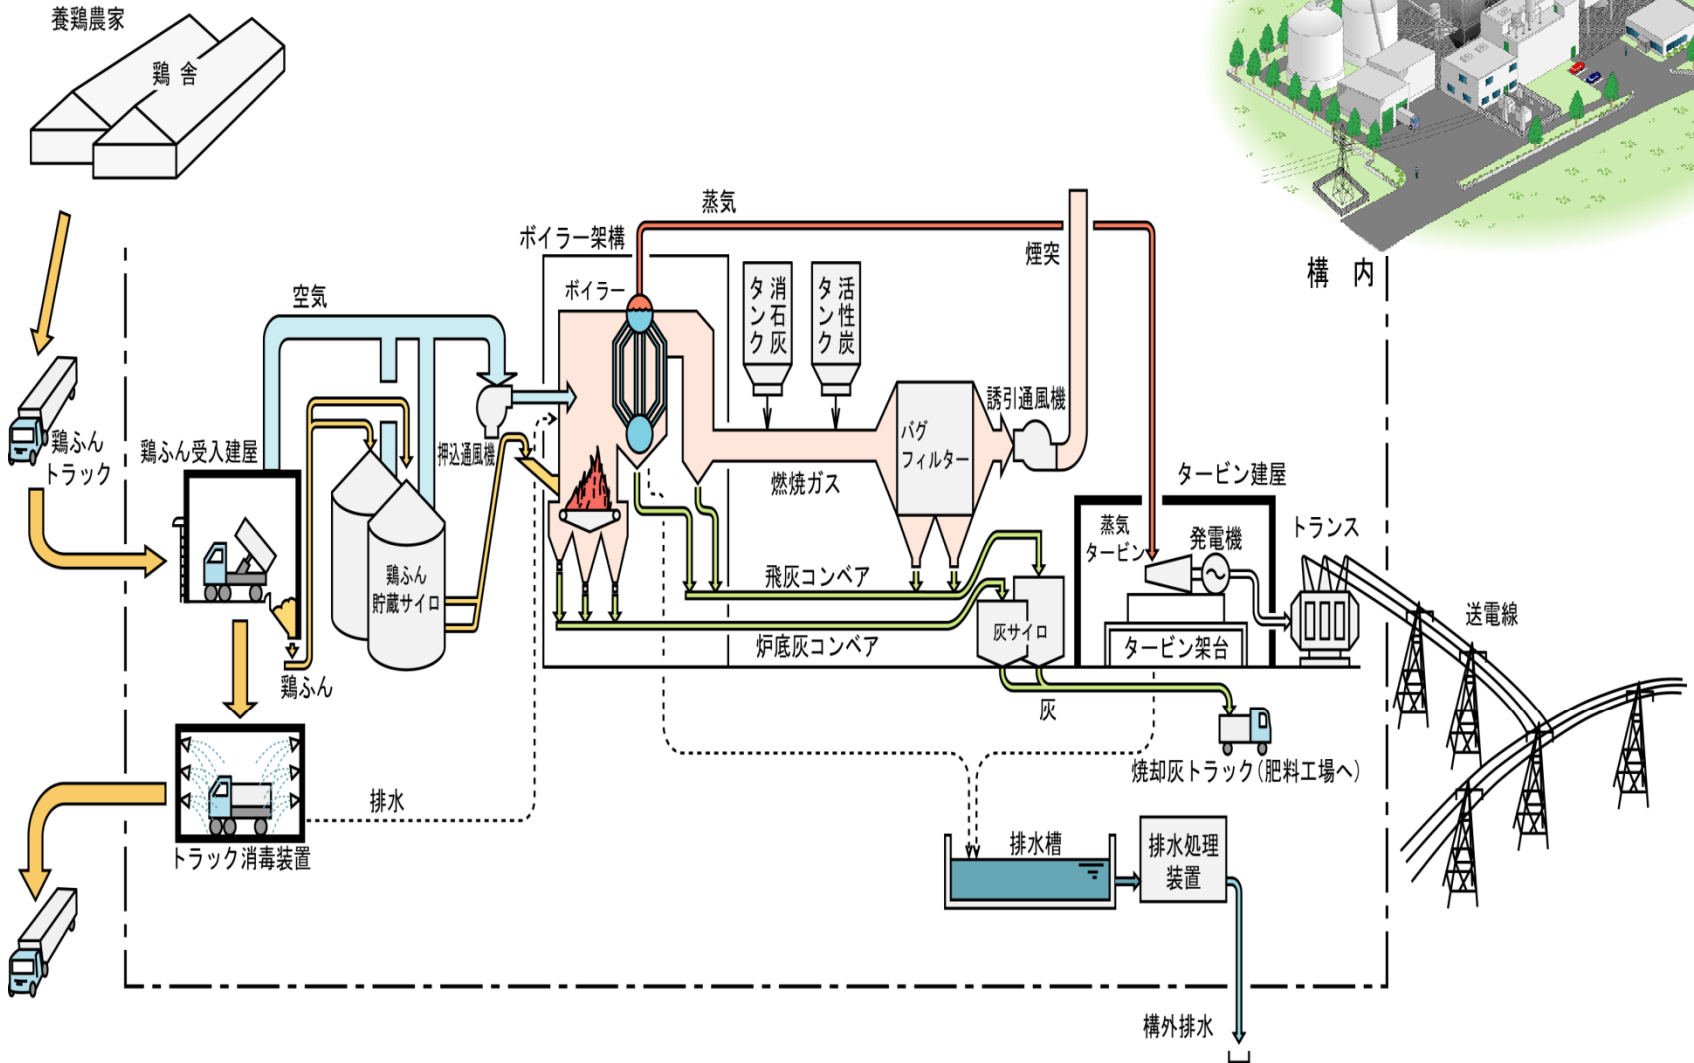 養鶏農家
鶏舎
蒸気
ボイラー架構
煙突
構内
空気
ボイラー
消石灰
タンク
活性炭
タンク
鶏ふん
トラック
鶏ふん受入建屋
押込通風機
誘引通風機
バグ
フィルター
燃焼ガス
タービン建屋
蒸気
タービン
発電機
トランス
鶏ふん
貯蔵サイロ
飛灰コンベア
炉底灰コンベア
灰サイロ
タービン架台
送電線
鶏ふん
灰
焼却灰トラック(肥料工場へ)
排水
トラック消毒装置
排水槽
排水処理
装置
構外排水